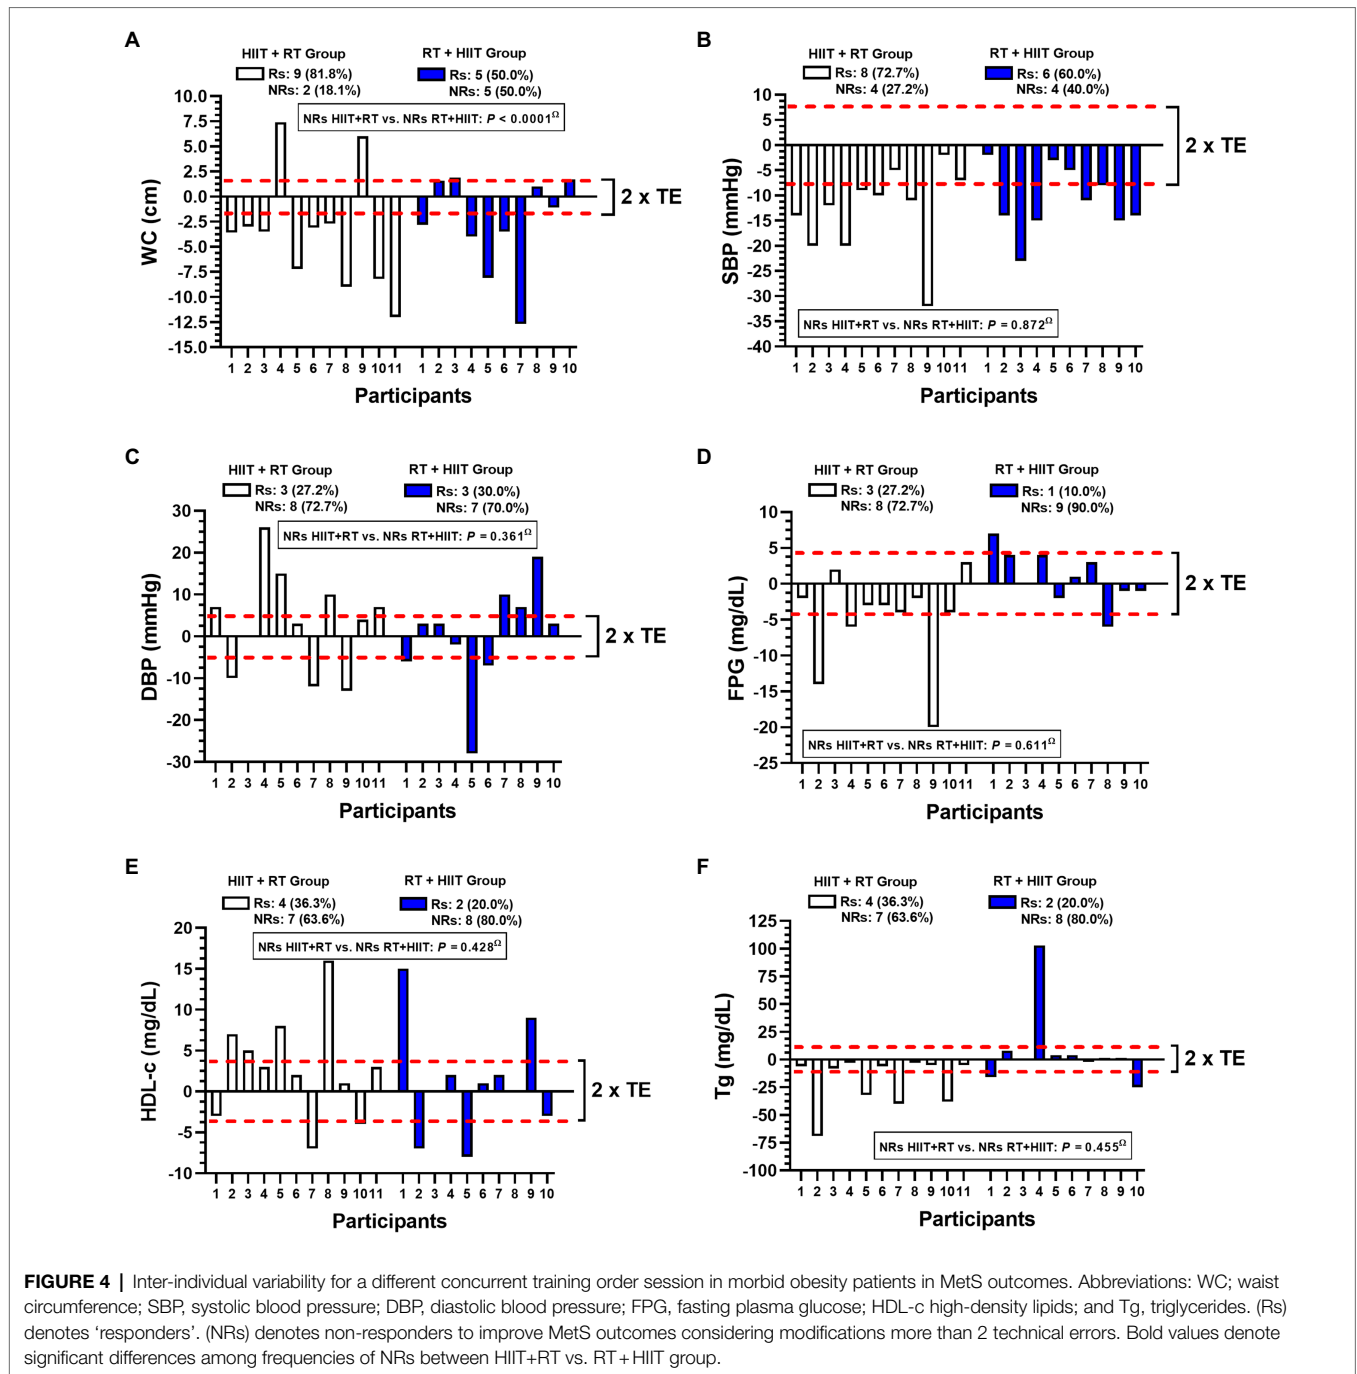 A
HIIT + RT Group
RT + HIIT Group
Rs: 9 (81.8%)
NRs: 2 (18.1%)
Rs: 5 (50.0%)
NRs: 5 (50.0%)
NRs HIIT+RT vs. NRs RT+HIIT: P < 0.0001Ω
WC (cm)
10.0
7.5
5.0
2.5
0.0
-2.5
-5.0
-7.5
-10.0
-12.5
-15.0
2 x TE
1 2 3 4 5 6 7 8 9 10 11 1 2 3 4 5 6 7 8 9 10
Participants
B
HIIT + RT Group
RT + HIIT Group
Rs: 8 (72.7%)
NRs: 4 (27.2%)
Rs: 6 (60.0%)
NRs: 4 (40.0%)
SBP (mmHg)
10
5
0
-5
-10
-15
-20
-25
-30
-35
-40
2 x TE
NRs HIIT+RT vs. NRs RT+HIIT: P = 0.872Ω
1 2 3 4 5 6 7 8 9 10 11 1 2 3 4 5 6 7 8 9 10
Participants
C
HIIT + RT Group
RT + HIIT Group
Rs: 3 (27.2%)
NRs: 8 (72.7%)
Rs: 3 (30.0%)
NRs: 7 (70.0%)
NRs HIIT+RT vs. NRs RT+HIIT: P = 0.361Ω
DBP (mmHg)
30
20
10
0
-10
-20
-30
2 x TE
1 2 3 4 5 6 7 8 9 10 11 1 2 3 4 5 6 7 8 9 10
Participants
D
HIIT + RT Group
RT + HIIT Group
Rs: 3 (27.2%)
NRs: 8 (72.7%)
Rs: 1 (10.0%)
NRs: 9 (90.0%)
FPG (mg/dL)
10
5
0
-5
-10
-15
-20
-25
2 x TE
NRs HIIT+RT vs. NRs RT+HIIT: P = 0.611Ω
1 2 3 4 5 6 7 8 9 10 11 1 2 3 4 5 6 7 8 9 10
Participants
E
HIIT + RT Group
RT + HIIT Group
Rs: 4 (36.3%)
NRs: 7 (63.6%)
Rs: 2 (20.0%)
NRs: 8 (80.0%)
NRs HIIT+RT vs. NRs RT+HIIT: P = 0.428Ω
HDL-c (mg/dL)
20
15
10
5
0
-5
-10
2 x TE
1 2 3 4 5 6 7 8 9 10 11 1 2 3 4 5 6 7 8 9 10
Participants
F
HIIT + RT Group
RT + HIIT Group
Rs: 4 (36.3%)
NRs: 7 (63.6%)
Rs: 2 (20.0%)
NRs: 8 (80.0%)
Tg (mg/dL)
125
100
75
50
25
0
-25
-50
-75
-100
2 x TE
NRs HIIT+RT vs. NRs RT+HIIT: P = 0.455Ω
1 2 3 4 5 6 7 8 9 10 11 1 2 3 4 5 6 7 8 9 10
Participants
FIGURE 4 | Inter-individual variability for a different concurrent training order session in morbid obesity patients in MetS outcomes. Abbreviations: WC; waist
circumference; SBP, systolic blood pressure; DBP, diastolic blood pressure; FPG, fasting plasma glucose; HDL-c high-density lipids; and Tg, triglycerides. (Rs)
denotes ‘responders’. (NRs) denotes non-responders to improve MetS outcomes considering modifications more than 2 technical errors. Bold values denote
significant differences among frequencies of NRs between HIIT+RT vs. RT+HIIT group.